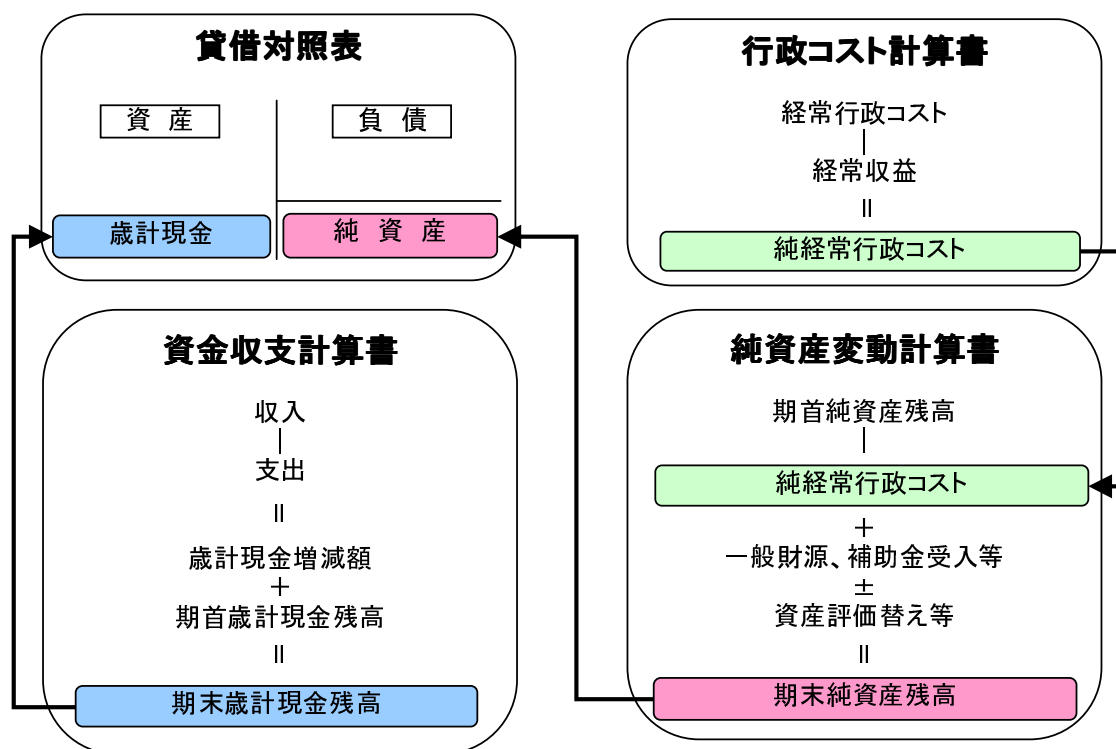 貸借対照表
資 産
負 債
歳計現金
純 資 産
行政コスト計算書
経常行政コスト
|
経常収益
||
純経常行政コスト
資金収支計算書
収入
|
支出
||
歳計現金増減額
+
期首歳計現金残高
||
期末歳計現金残高
純資産変動計算書
期首純資産残高
|
純経常行政コスト
+
一般財源、補助金受入等
±
資産評価替え等
||
期末純資産残高